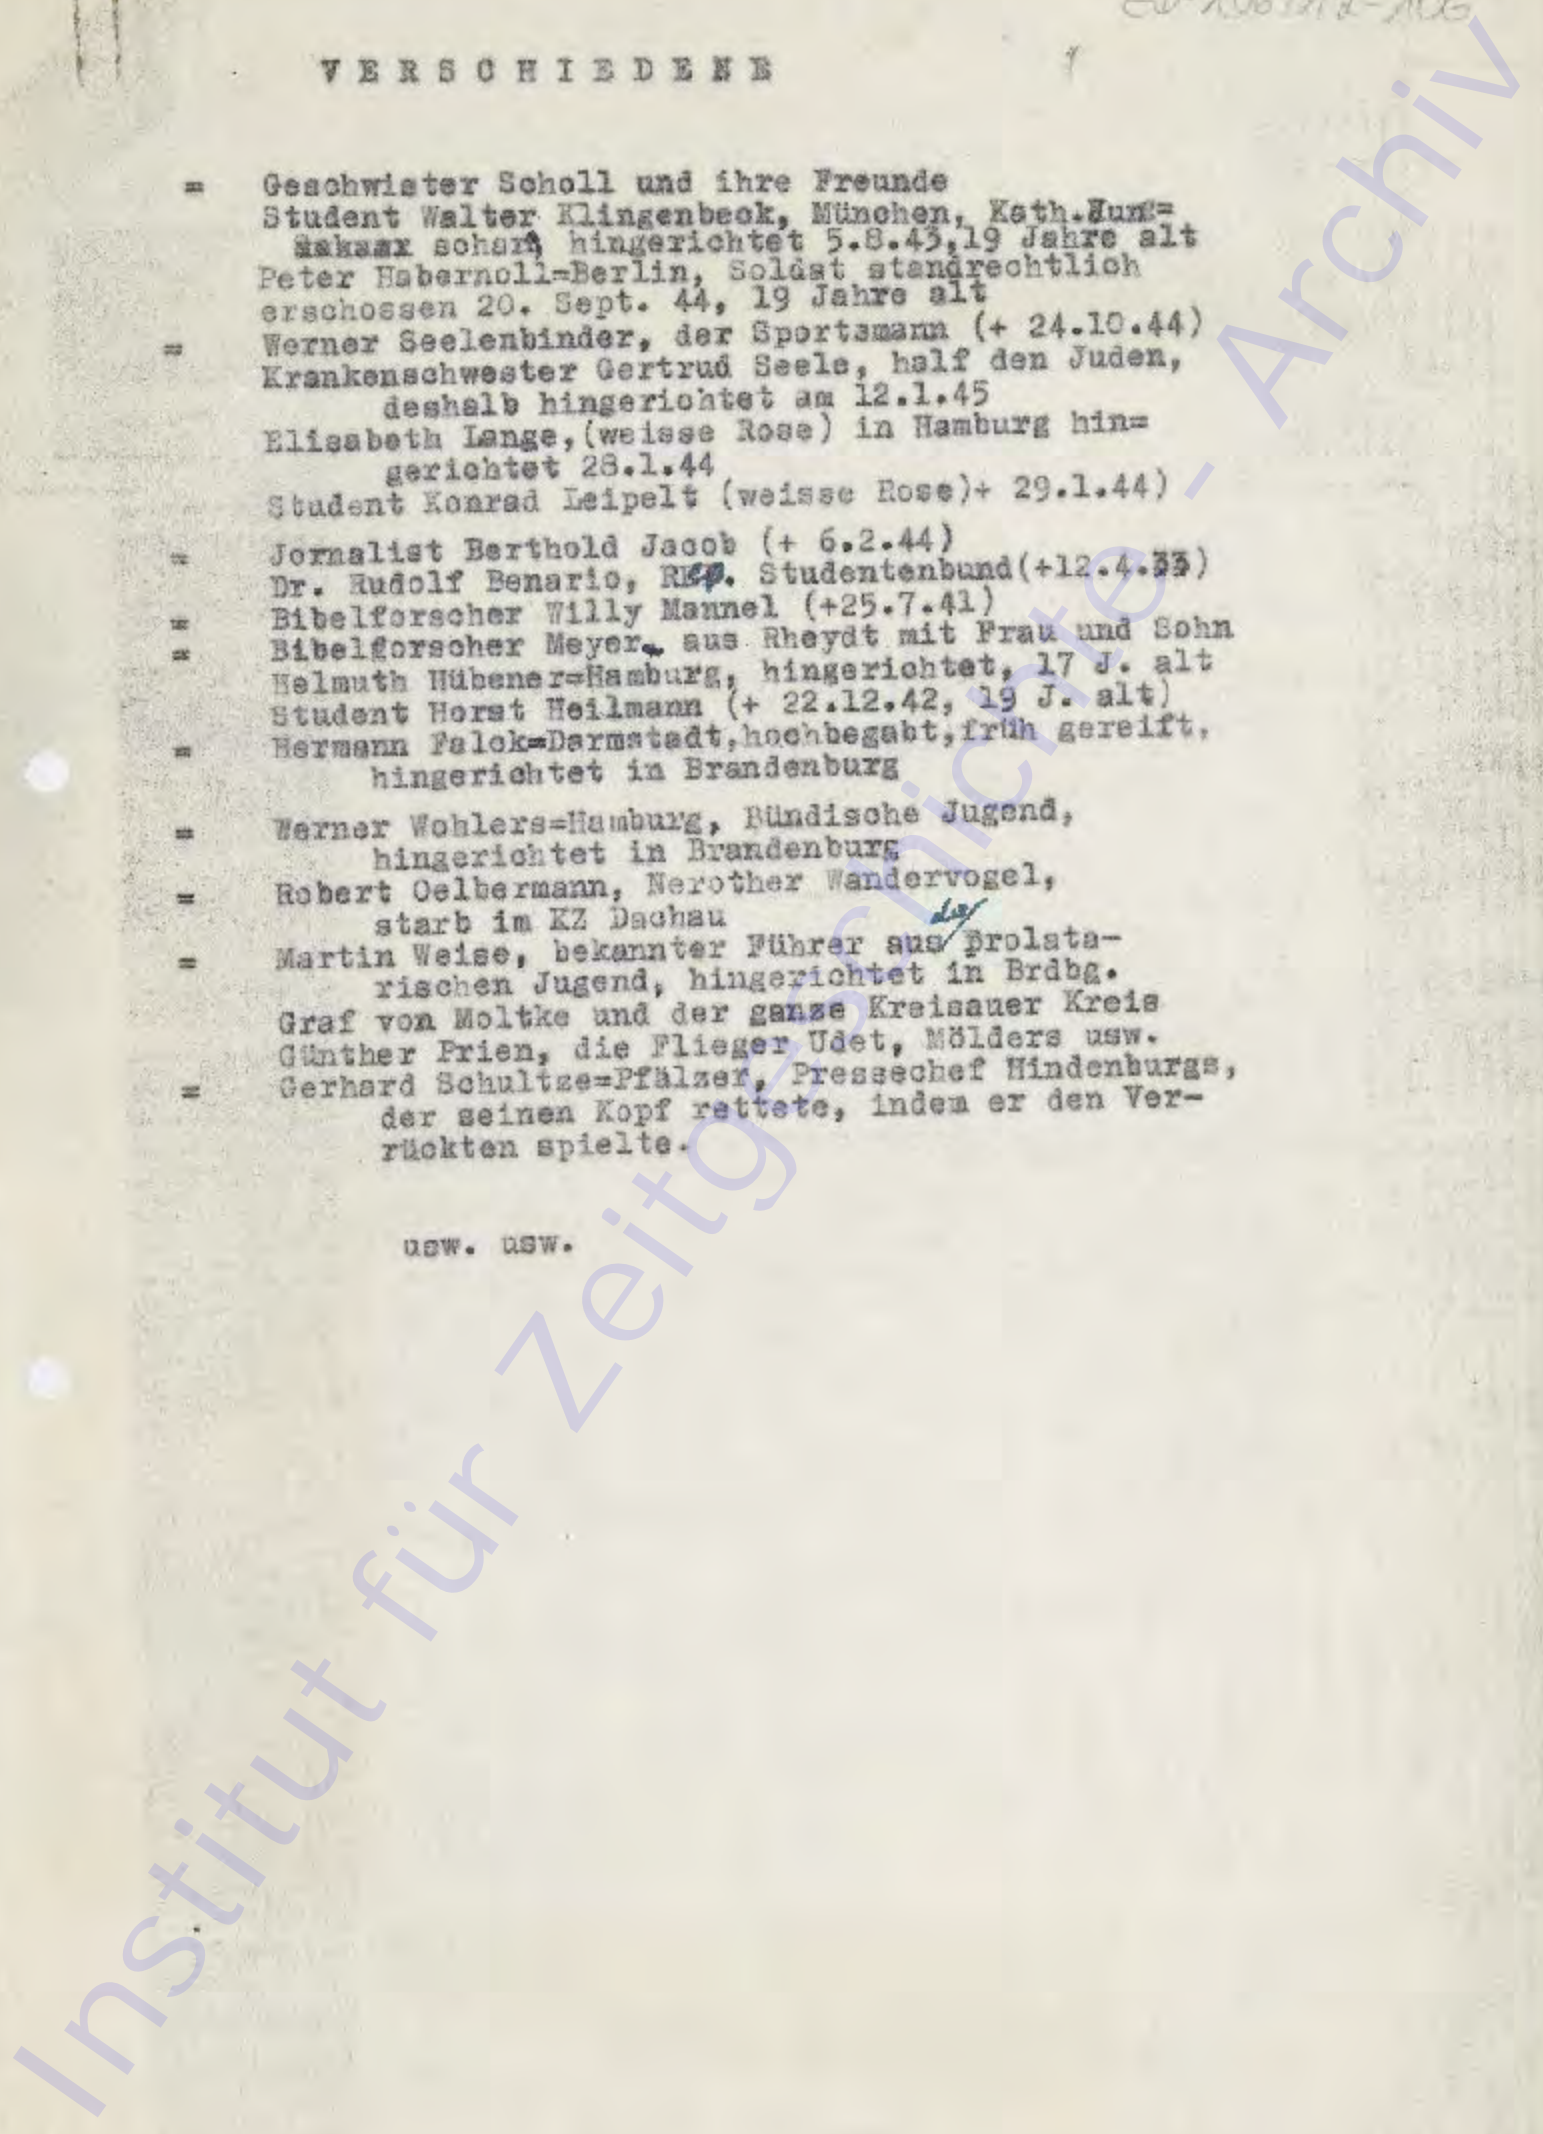 VERSCHIEDENE
= Geschwister Scholl und ihre Freunde
Student Walter Klingenbeck, München, Kath.Jung=
schar, hingerichtet 5.8.43,19 Jahre alt
Peter Habernoll=Berlin, Soldat standrechtlich
erschossen 20. Sept. 44, 19 Jahre alt
= Werner Seelenbinder, der Sportsmann (+ 24.10.44)
Krankenschwester Gertrud Seele, half den Juden,
deshalb hingerichtet am 12.1.45
Elisabeth Lange,(weisse Rose) in Hamburg hin=
gerichtet 28.1.44
Student Konrad Leipelt (weisse Rose)+ 29.1.44)
= Jornalist Berthold Jacob (+ 6.2.44)
Dr. Rudolf Benario, Rep. Studentenbund(+12.4.33)
= Bibelforscher Willy Mannel (+25.7.41)
= Bibelforscher Meyer aus Rheydt mit Frau und Sohn
Helmuth Hübener=Hamburg, hingerichtet, 17 J. alt
Student Horst Heilmann (+ 22.12.42, 19 J. alt)
= Hermann Falck=Darmstadt,hochbegabt,früh gereift,
hingerichtet in Brandenburg
= Werner Wohlers=Hamburg, Bündische Jugend,
hingerichtet in Brandenburg
= Robert Oelbermann, Nerother Wandervogel,
starb im KZ Dachau
= Martin Weise, bekannter Führer aus der prolata-
rischen Jugend, hingerichtet in Brdbg.
Graf von Moltke und der ganze Kreisauer Kreis
Günther Prien, die Flieger Udet, Mölders usw.
= Gerhard Schultze=Pfälzer, Pressechef Hindenburgs,
der seinen Kopf rettete, indem er den Ver-
rückten spielte.
usw. usw.
Institut für Zeitgeschichte - Archiv